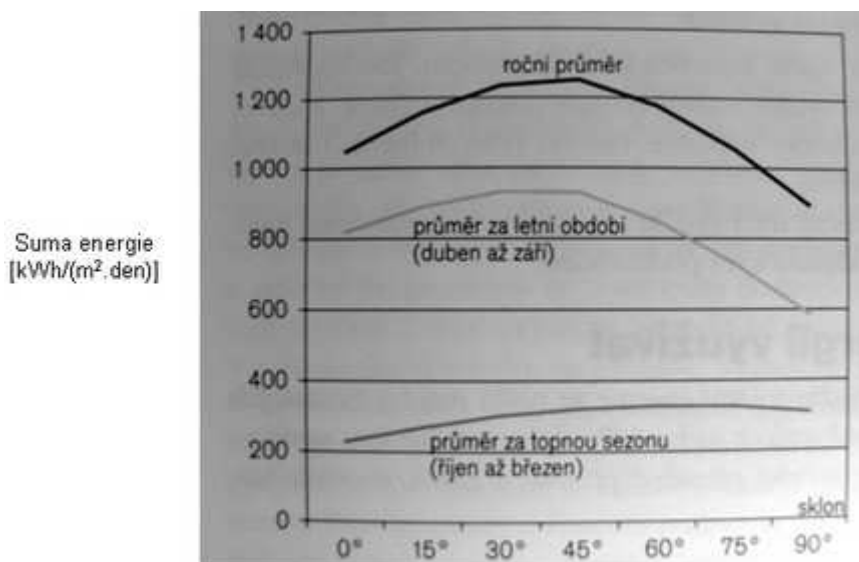 1 400
roční průměr
1 200
1 000
800
průměr za letní období
(duben až září)
Suma energie
[kWh/(m².den)]
600
400
200
průměr za topnou sezonu
(říjen až březen)
0
sklon
0° 15° 30° 45° 60° 75° 90°